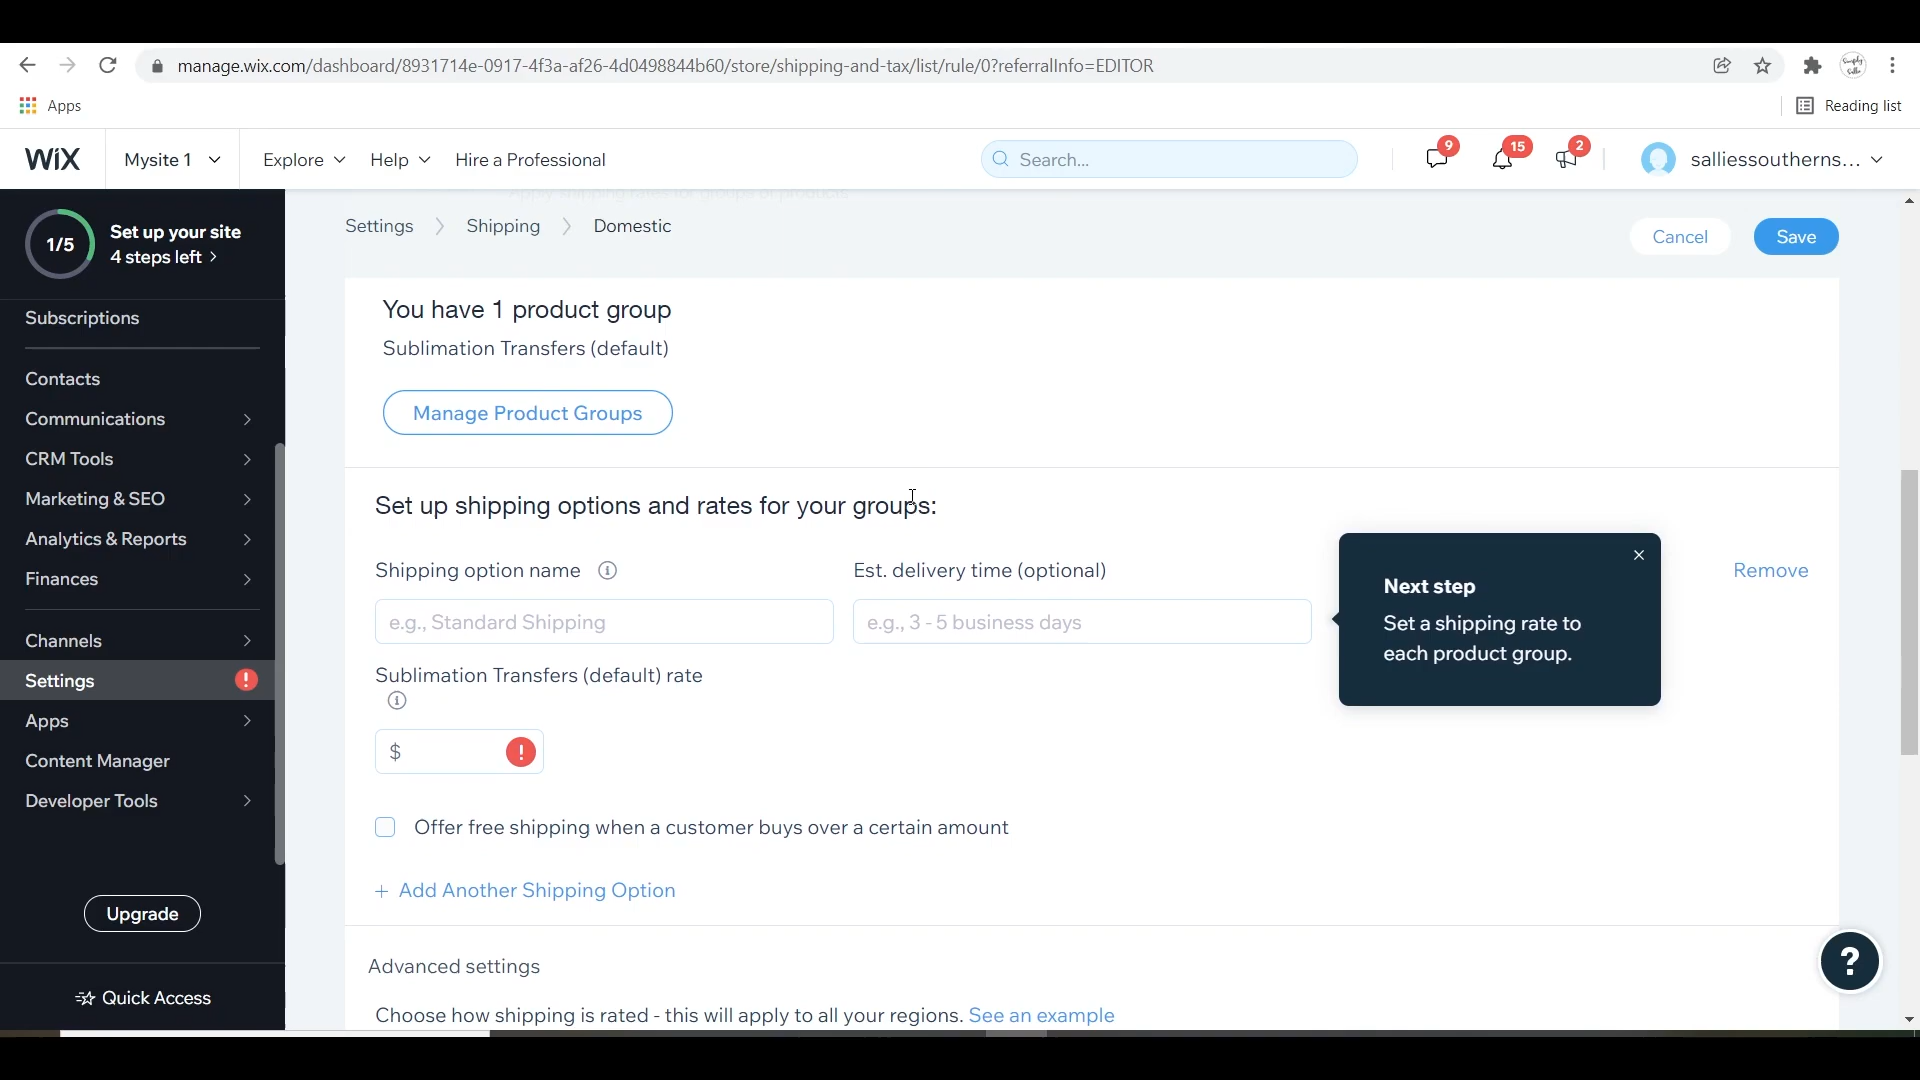 manage.wix.com/dashboard/8931714e-0917-4f3a-af26-4d0498844b60/store/shipping-and-tax/list/rule/0?referralInfo=EDITOR
Apps
Reading list
WiX
Mysite 1
Explore
Help
Hire a Professional
Search...
9
15
2
salliessoutherns...
1/5
Set up your site
4 steps left >
Subscriptions
Contacts
Communications
CRM Tools
Marketing & SEO
Analytics & Reports
Finances
Channels
Settings
!
Apps
Content Manager
Developer Tools
Upgrade
Quick Access
Apply shipping rates for groups of products.
Settings > Shipping > Domestic
Cancel
Save
You have 1 product group
Sublimation Transfers (default)
Manage Product Groups
Set up shipping options and rates for your groups:
Shipping option name
Est. delivery time (optional)
Remove
e.g., Standard Shipping
e.g., 3 - 5 business days
Next step
Set a shipping rate to
each product group.
Sublimation Transfers (default) rate
$
!
Offer free shipping when a customer buys over a certain amount
+ Add Another Shipping Option
Advanced settings
Choose how shipping is rated - this will apply to all your regions. See an example
?